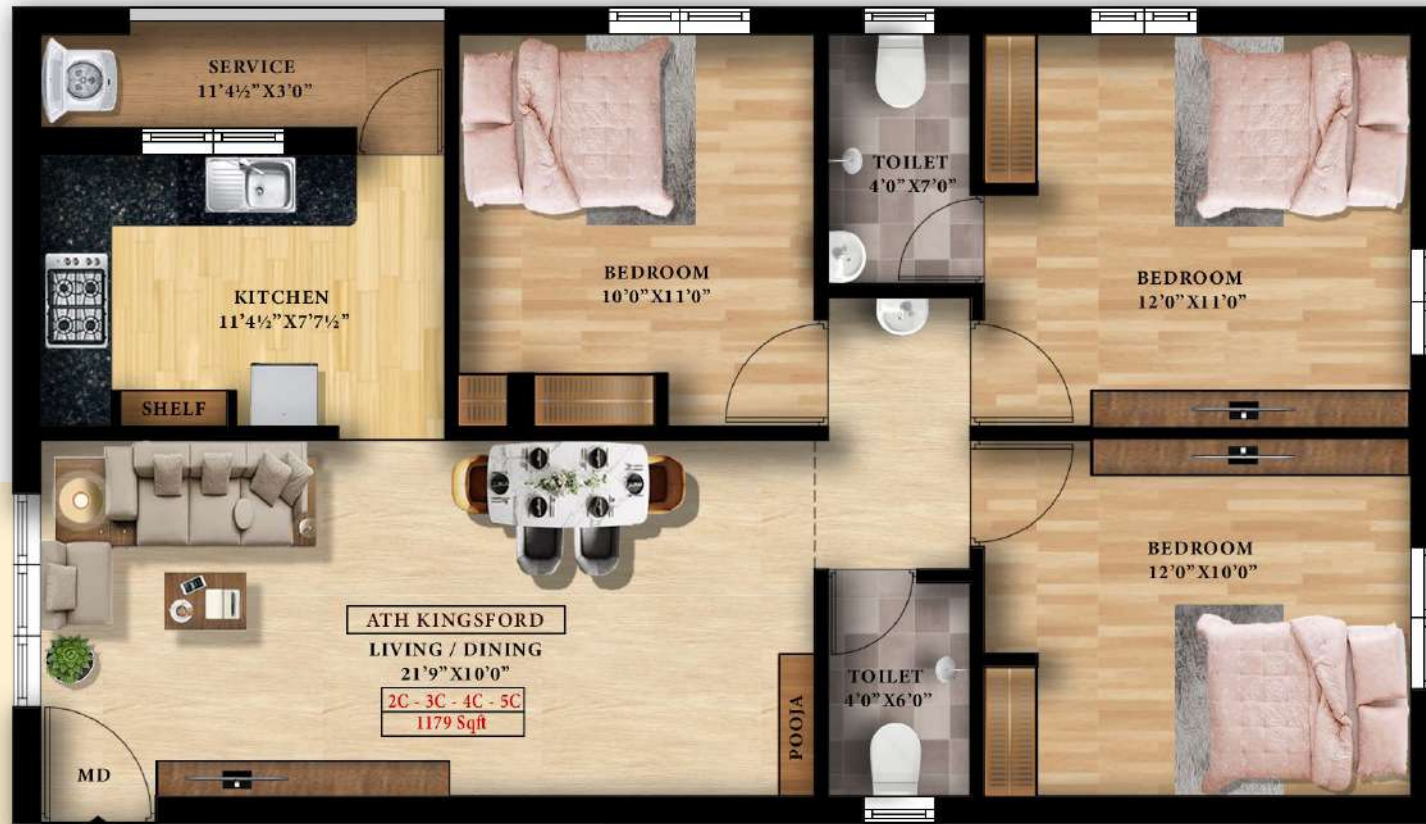 SERVICE
11'4½"X3'0"
KITCHEN
11'4½"X7'7½"
SHELF
BEDROOM
10'0"X11'0"
TOILET
4'0"X7'0"
BEDROOM
12'0"X11'0"
BEDROOM
12'0"X10'0"
ATH KINGSFORD
LIVING / DINING
21'9"X10'0"
2C - 3C - 4C - 5C
1179 Sqft
POOJA
TOILET
4'0"X6'0"
MD